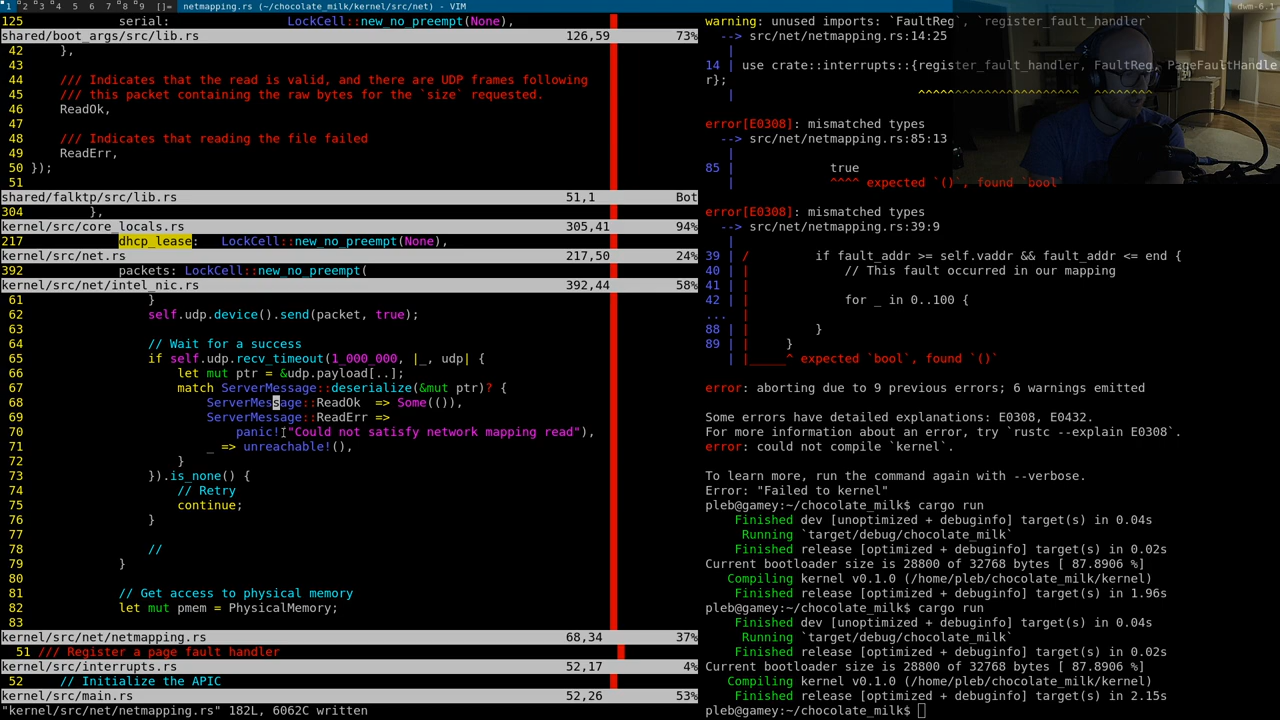 1 2 3 4 5 6 7 8 9 []= netmapping.rs (~/chocolate_milk/kernel/src/net) - VIM
dwm-6.1
125 serial: LockCell::new_no_preempt(None),
shared/boot_args/src/lib.rs 126,59 73%
42 },
43
44 /// Indicates that the read is valid, and there are UDP frames following
45 /// this packet containing the raw bytes for the `size` requested.
46 ReadOk,
47
48 /// Indicates that reading the file failed
49 ReadErr,
50 });
51
shared/falktp/src/lib.rs 51,1 Bot
304 },
kernel/src/core_locals.rs 305,41 94%
217 dhcp_lease: LockCell::new_no_preempt(None),
kernel/src/net.rs 217,50 24%
392 packets: LockCell::new_no_preempt(
kernel/src/net/intel_nic.rs 392,44 58%
61 }
62 self.udp.device().send(packet, true);
63
64 // Wait for a success
65 if self.udp.recv_timeout(1_000_000, |_, udp| {
66 let mut ptr = &udp.payload[..];
67 match ServerMessage::deserialize(&mut ptr)? {
68 ServerMessage::ReadOk => Some(()),
69 ServerMessage::ReadErr =>
70 panic!("Could not satisfy network mapping read"),
71 _ => unreachable!(),
72 }
73 }).is_none() {
74 // Retry
75 continue;
76 }
77
78 //
79 }
80
81 // Get access to physical memory
82 let mut pmem = PhysicalMemory;
83
kernel/src/net/netmapping.rs 68,34 37%
51 /// Register a page fault handler
kernel/src/interrupts.rs 52,17 4%
52 // Initialize the APIC
kernel/src/main.rs 52,26 53%
"kernel/src/net/netmapping.rs" 182L, 6062C written
warning: unused imports: `FaultReg`, `register_fault_handler`
--> src/net/netmapping.rs:14:25
|
14 | use crate::interrupts::{register_fault_handler, FaultReg, PageFaultHandle
r};
| ^^^^^^^^^^^^^^^^^^^^^^ ^^^^^^^^
error[E0308]: mismatched types
--> src/net/netmapping.rs:85:13
|
85 | true
| ^^^^ expected `()`, found `bool`
error[E0308]: mismatched types
--> src/net/netmapping.rs:39:9
|
39 | / if fault_addr >= self.vaddr && fault_addr <= end {
40 | | // This fault occurred in our mapping
41 | |
42 | | for _ in 0..100 {
... |
88 | | }
89 | | }
| |_____^ expected `bool`, found `()`
error: aborting due to 9 previous errors; 6 warnings emitted
Some errors have detailed explanations: E0308, E0432.
For more information about an error, try `rustc --explain E0308`.
error: could not compile `kernel`.
To learn more, run the command again with --verbose.
Error: "Failed to kernel"
pleb@gamey:~/chocolate_milk$ cargo run
Finished dev [unoptimized + debuginfo] target(s) in 0.04s
Running `target/debug/chocolate_milk`
Finished release [optimized + debuginfo] target(s) in 0.02s
Current bootloader size is 28800 of 32768 bytes [ 87.8906 %]
Compiling kernel v0.1.0 (/home/pleb/chocolate_milk/kernel)
Finished release [optimized + debuginfo] target(s) in 1.96s
pleb@gamey:~/chocolate_milk$ cargo run
Finished dev [unoptimized + debuginfo] target(s) in 0.04s
Running `target/debug/chocolate_milk`
Finished release [optimized + debuginfo] target(s) in 0.02s
Current bootloader size is 28800 of 32768 bytes [ 87.8906 %]
Compiling kernel v0.1.0 (/home/pleb/chocolate_milk/kernel)
Finished release [optimized + debuginfo] target(s) in 2.15s
pleb@gamey:~/chocolate_milk$